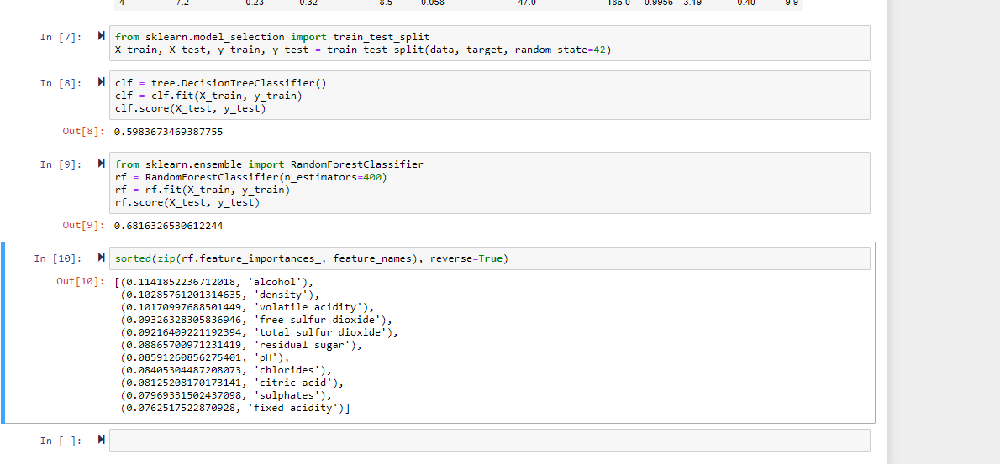 4 7.2 0.23 0.32 8.5 0.058 47.0 186.0 0.9956 3.19 0.40 9.9
In [7]: from sklearn.model_selection import train_test_split
X_train, X_test, y_train, y_test = train_test_split(data, target, random_state=42)
In [8]: clf = tree.DecisionTreeClassifier()
clf = clf.fit(X_train, y_train)
clf.score(X_test, y_test)
Out[8]: 0.5983673469387755
In [9]: from sklearn.ensemble import RandomForestClassifier
rf = RandomForestClassifier(n_estimators=400)
rf = rf.fit(X_train, y_train)
rf.score(X_test, y_test)
Out[9]: 0.6816326530612244
In [10]: sorted(zip(rf.feature_importances_, feature_names), reverse=True)
Out[10]: [(0.1141852236712018, 'alcohol'),
(0.10285761201314635, 'density'),
(0.10170997688501449, 'volatile acidity'),
(0.09326328305836946, 'free sulfur dioxide'),
(0.09216409221192394, 'total sulfur dioxide'),
(0.08865700971231419, 'residual sugar'),
(0.08591260856275401, 'pH'),
(0.08405304487208073, 'chlorides'),
(0.08125208170173141, 'citric acid'),
(0.07969331502437098, 'sulphates'),
(0.0762517522870928, 'fixed acidity')]
In [ ]: